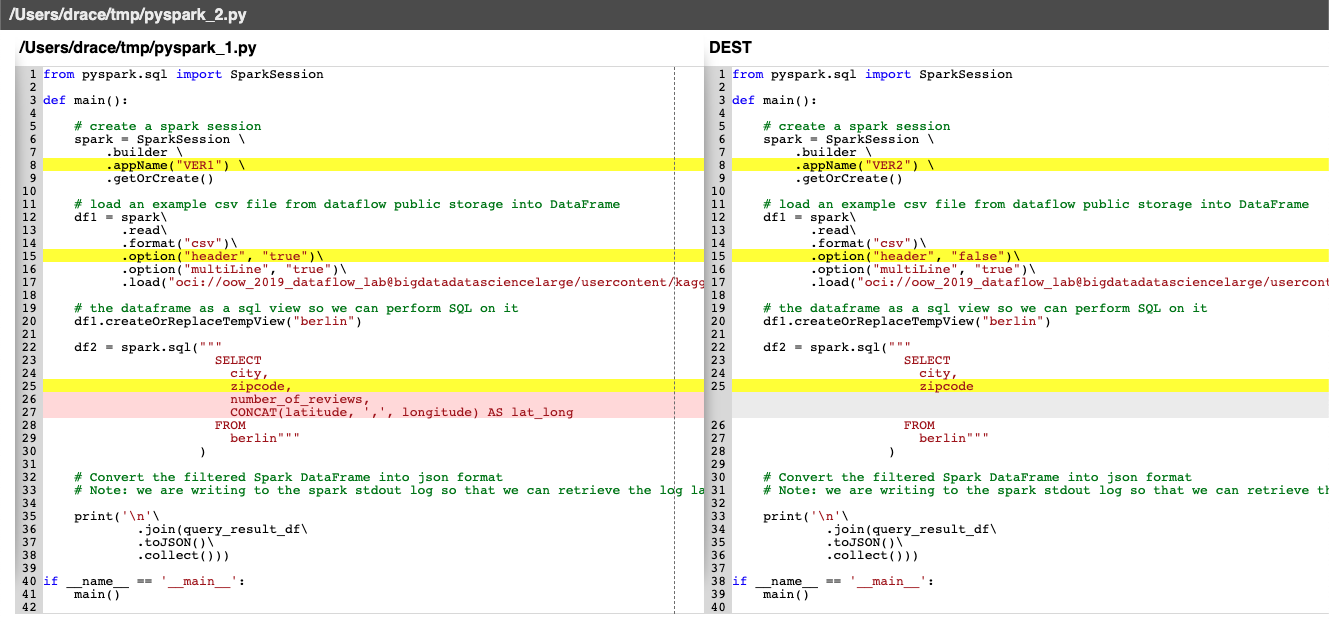 /Users/drace/tmp/pyspark_2.py
/Users/drace/tmp/pyspark_1.py
1 from pyspark.sql import SparkSession
2
3 def main():
4
5     # create a spark session
6     spark = SparkSession \
7         .builder \
8         .appName("VER1") \
9         .getOrCreate()
10
11     # load an example csv file from dataflow public storage into DataFrame
12     df1 = spark\
13           .read\
14           .format("csv")\
15           .option("header", "true")\
16           .option("multiLine", "true")\
17           .load("oci://oow_2019_dataflow_lab@bigdatadatasciencelarge/usercontent/kagg
18
19     # the dataframe as a sql view so we can perform SQL on it
20     df1.createOrReplaceTempView("berlin")
21
22     df2 = spark.sql("""
23                       SELECT
24                         city,
25                         zipcode,
26                         number_of_reviews,
27                         CONCAT(latitude, ',', longitude) AS lat_long
28                       FROM
29                         berlin"""
30                     )
31
32     # Convert the filtered Spark DataFrame into json format
33     # Note: we are writing to the spark stdout log so that we can retrieve the log la
34
35     print('\n'\
36             .join(query_result_df\
37             .toJSON()\
38             .collect()))
39
40 if __name__ == '__main__':
41     main()
42
DEST
1 from pyspark.sql import SparkSession
2
3 def main():
4
5     # create a spark session
6     spark = SparkSession \
7         .builder \
8         .appName("VER2") \
9         .getOrCreate()
10
11     # load an example csv file from dataflow public storage into DataFrame
12     df1 = spark\
13           .read\
14           .format("csv")\
15           .option("header", "false")\
16           .option("multiLine", "true")\
17           .load("oci://oow_2019_dataflow_lab@bigdatadatasciencelarge/usercont
18
19     # the dataframe as a sql view so we can perform SQL on it
20     df1.createOrReplaceTempView("berlin")
21
22     df2 = spark.sql("""
23                       SELECT
24                         city,
25                         zipcode
26                       FROM
27                         berlin"""
28                     )
29
30     # Convert the filtered Spark DataFrame into json format
31     # Note: we are writing to the spark stdout log so that we can retrieve th
32
33     print('\n'\
34             .join(query_result_df\
35             .toJSON()\
36             .collect()))
37
38 if __name__ == '__main__':
39     main()
40